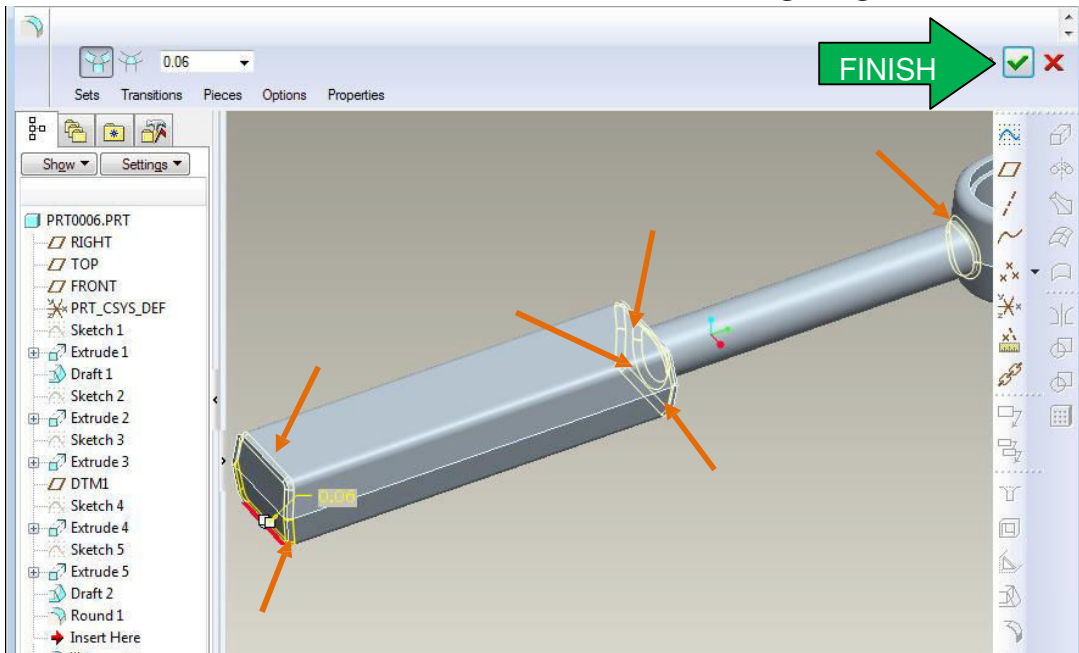 0.06
FINISH
Sets Transitions Pieces Options Properties
Show Settings
PRT0006.PRT
RIGHT
TOP
FRONT
PRT_CSYS_DEF
Sketch 1
Extrude 1
Draft 1
Sketch 2
Extrude 2
Sketch 3
Extrude 3
DTM1
Sketch 4
Extrude 4
Sketch 5
Extrude 5
Draft 2
Round 1
Insert Here
0.06